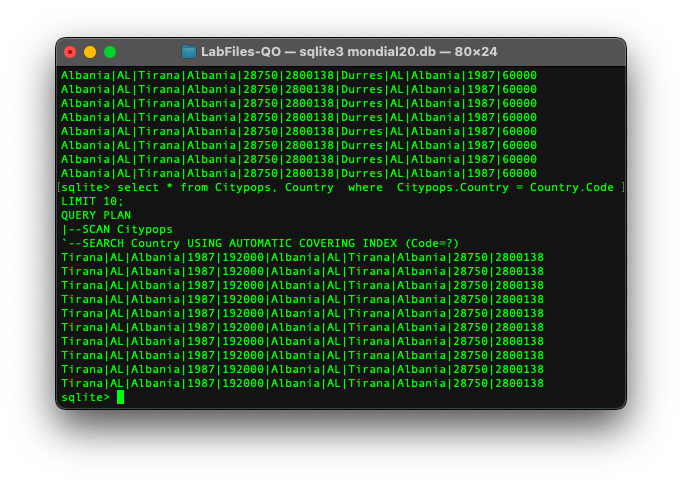 LabFiles-QO — sqlite3 mondial20.db — 80×24
Albania|AL|Tirana|Albania|28750|2800138|Durres|AL|Albania|1987|60000
Albania|AL|Tirana|Albania|28750|2800138|Durres|AL|Albania|1987|60000
Albania|AL|Tirana|Albania|28750|2800138|Durres|AL|Albania|1987|60000
Albania|AL|Tirana|Albania|28750|2800138|Durres|AL|Albania|1987|60000
Albania|AL|Tirana|Albania|28750|2800138|Durres|AL|Albania|1987|60000
Albania|AL|Tirana|Albania|28750|2800138|Durres|AL|Albania|1987|60000
Albania|AL|Tirana|Albania|28750|2800138|Durres|AL|Albania|1987|60000
Albania|AL|Tirana|Albania|28750|2800138|Durres|AL|Albania|1987|60000
[sqlite> select * from Citypops, Country  where  Citypops.Country = Country.Code ]
LIMIT 10;
QUERY PLAN
|--SCAN Citypops
`--SEARCH Country USING AUTOMATIC COVERING INDEX (Code=?)
Tirana|AL|Albania|1987|192000|Albania|AL|Tirana|Albania|28750|2800138
Tirana|AL|Albania|1987|192000|Albania|AL|Tirana|Albania|28750|2800138
Tirana|AL|Albania|1987|192000|Albania|AL|Tirana|Albania|28750|2800138
Tirana|AL|Albania|1987|192000|Albania|AL|Tirana|Albania|28750|2800138
Tirana|AL|Albania|1987|192000|Albania|AL|Tirana|Albania|28750|2800138
Tirana|AL|Albania|1987|192000|Albania|AL|Tirana|Albania|28750|2800138
Tirana|AL|Albania|1987|192000|Albania|AL|Tirana|Albania|28750|2800138
Tirana|AL|Albania|1987|192000|Albania|AL|Tirana|Albania|28750|2800138
Tirana|AL|Albania|1987|192000|Albania|AL|Tirana|Albania|28750|2800138
Tirana|AL|Albania|1987|192000|Albania|AL|Tirana|Albania|28750|2800138
sqlite>